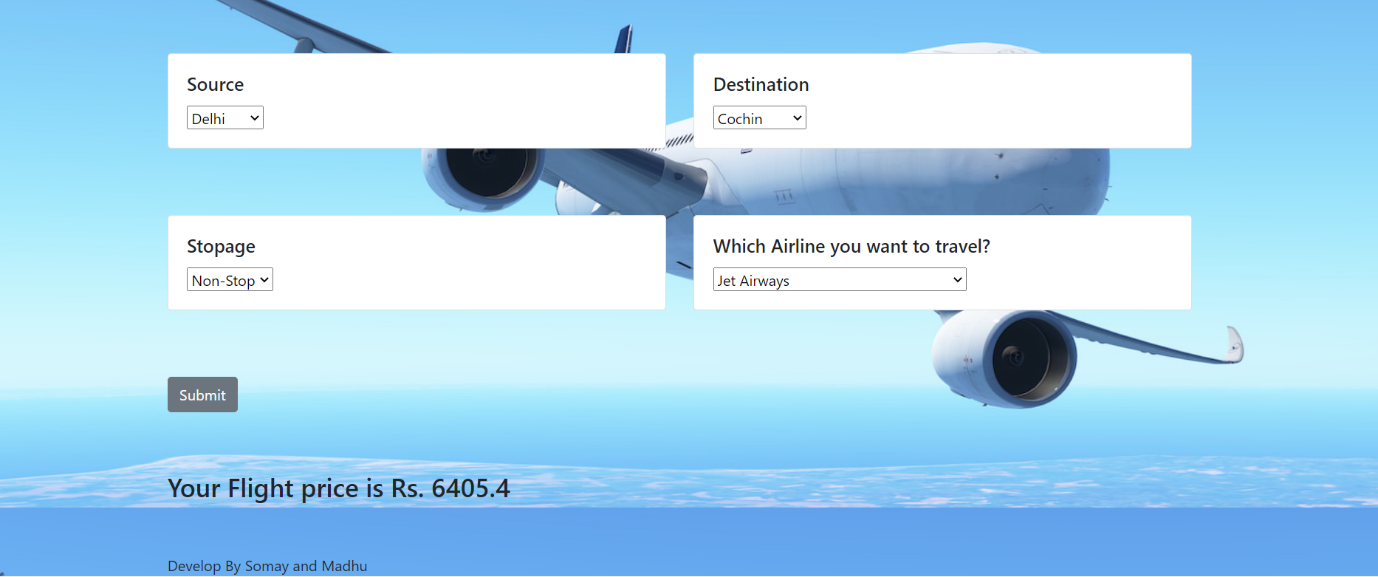 Source
Delhi
Destination
Cochin
Stopage
Non-Stop
Which Airline you want to travel?
Jet Airways
Submit
Your Flight price is Rs. 6405.4
Develop By Somay and Madhu